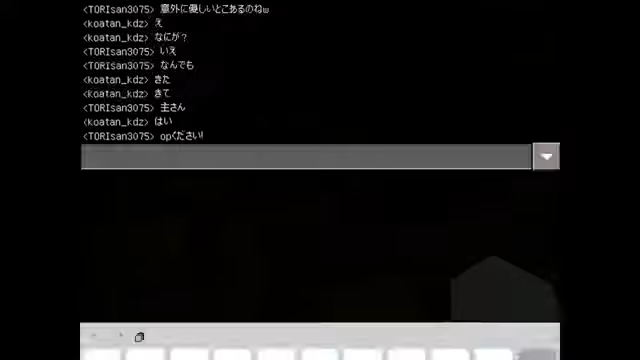 <TORIsan3075> 意外に優しいとこあるのねw
<koatan_kdz> え
<koatan_kdz> なにが?
<TORIsan3075> いえ
<TORIsan3075> なんでも
<koatan_kdz> きた
<koatan_kdz> きて
<TORIsan3075> 主さん
<koatan_kdz> はい
<TORIsan3075> opください!